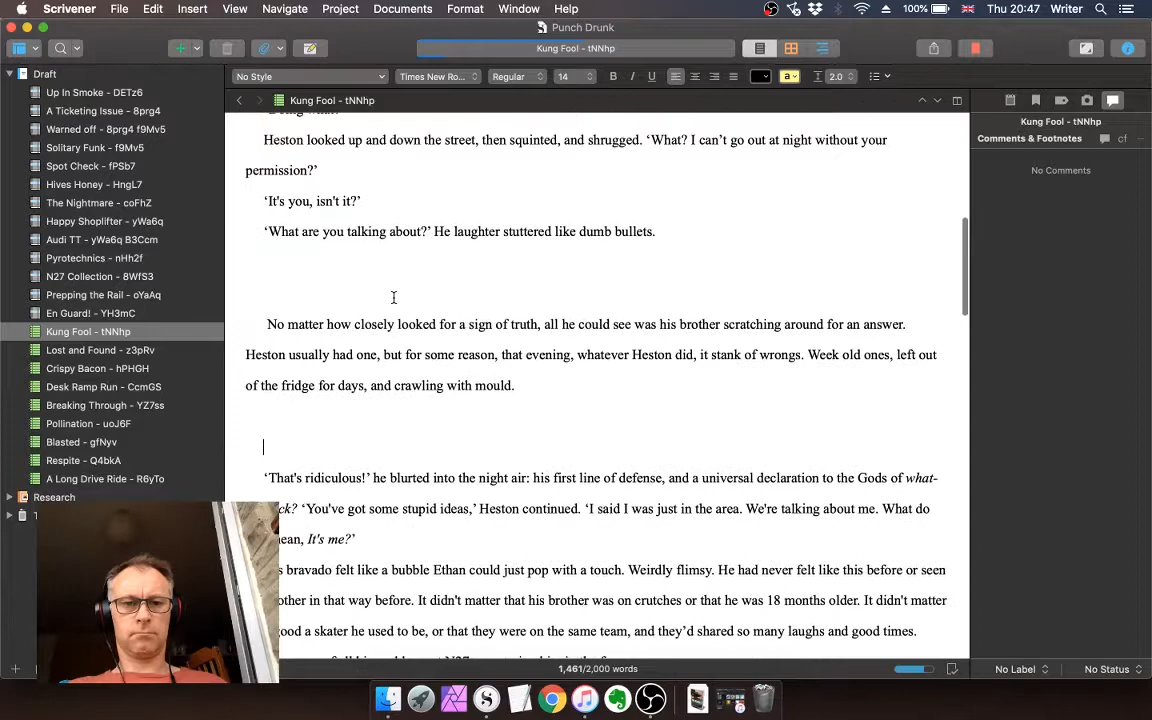 Scrivener File Edit Insert View Navigate Project Documents Format Window Help 100% Thu 20:47 Writer
Punch Drunk
Kung Fool - tNNhp
No Style Times New Ro... Regular 14 B I U a 2.0
Draft
Up In Smoke - DETz6
A Ticketing Issue - 8prg4
Warned off - 8prg4 f9Mv5
Solitary Funk - f9Mv5
Spot Check - fPSb7
Hives Honey - HngL7
The Nightmare - coFhZ
Happy Shoplifter - yWa6q
Audi TT - yWa6q B3Ccm
Pyrotechnics - nHh2f
N27 Collection - 8WfS3
Prepping the Rail - oYaAq
En Guard! - YH3mC
Kung Fool - tNNhp
Lost and Found - z3pRv
Crispy Bacon - hPHGH
Desk Ramp Run - CcmGS
Breaking Through - YZ7ss
Pollination - uoJ6F
Blasted - gfNyv
Respite - Q4bkA
A Long Drive Ride - R6yTo
Research
T
Kung Fool - tNNhp
Heston looked up and down the street, then squinted, and shrugged. ‘What? I can’t go out at night without your
permission?’
‘It's you, isn't it?’
‘What are you talking about?’ He laughter stuttered like dumb bullets.
No matter how closely looked for a sign of truth, all he could see was his brother scratching around for an answer.
Heston usually had one, but for some reason, that evening, whatever Heston did, it stank of wrongs. Week old ones, left out
of the fridge for days, and crawling with mould.
‘That's ridiculous!’ he blurted into the night air: his first line of defense, and a universal declaration to the Gods of what-
ck? ‘You've got some stupid ideas,’ Heston continued. ‘I said I was just in the area. We're talking about me. What do
ean, It's me?’
s bravado felt like a bubble Ethan could just pop with a touch. Weirdly flimsy. He had never felt like this before or seen
other in that way before. It didn't matter that his brother was on crutches or that he was 18 months older. It didn't matter
good a skater he used to be, or that they were on the same team, and they’d shared so many laughs and good times.
1,461/2,000 words
Kung Fool - tNNhp
Comments & Footnotes cf
No Comments
No Label No Status